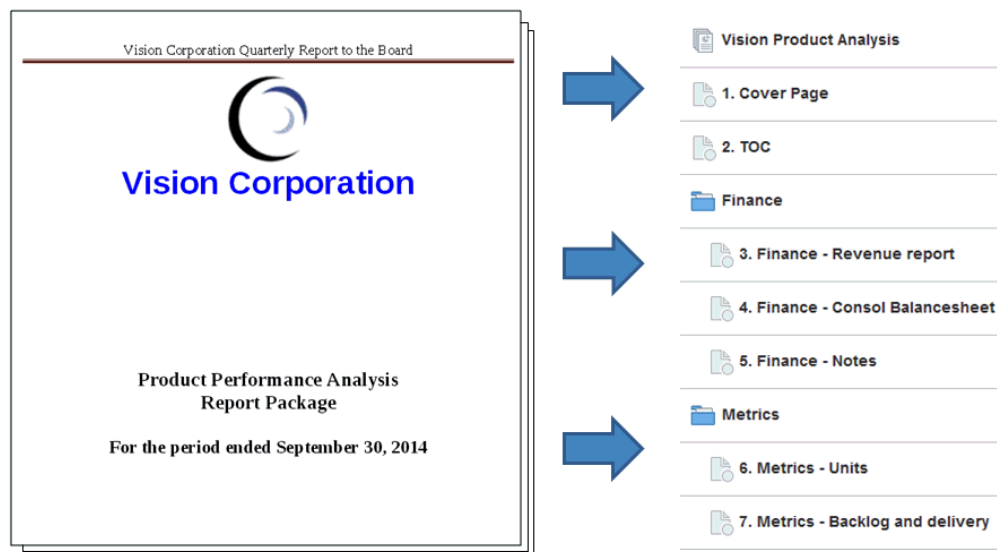 Vision Corporation Quarterly Report to the Board
Vision Corporation
Product Performance Analysis
Report Package
For the period ended September 30, 2014
Vision Product Analysis
1. Cover Page
2. TOC
Finance
3. Finance - Revenue report
4. Finance - Consol Balancesheet
5. Finance - Notes
Metrics
6. Metrics - Units
7. Metrics - Backlog and delivery